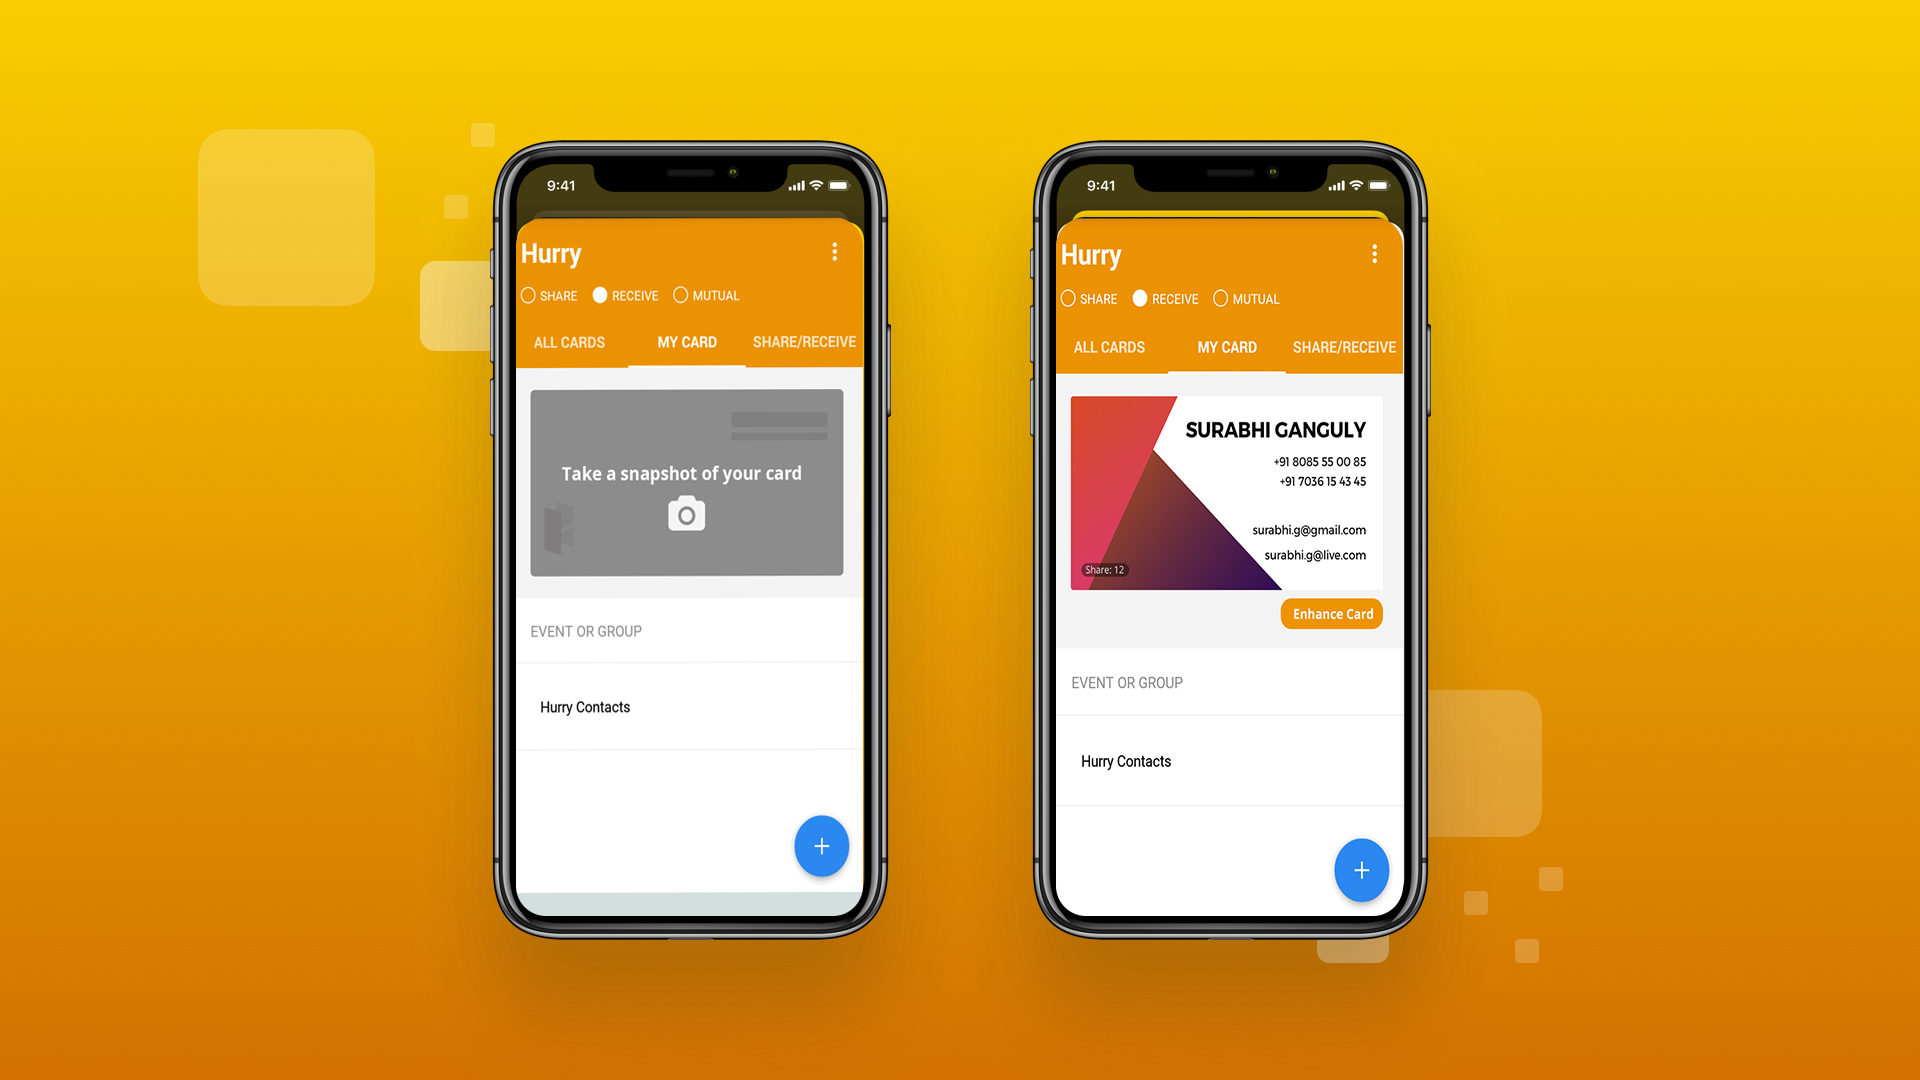 9:41
Hurry
SHARE RECEIVE MUTUAL
ALL CARDS MY CARD SHARE/RECEIVE
Take a snapshot of your card
EVENT OR GROUP
Hurry Contacts
+
9:41
Hurry
SHARE RECEIVE MUTUAL
ALL CARDS MY CARD SHARE/RECEIVE
SURABHI GANGULY
+91 8085 55 00 85
+91 7036 15 43 45
surabhi.g@gmail.com
surabhi.g@live.com
Share: 12
Enhance Card
EVENT OR GROUP
Hurry Contacts
+